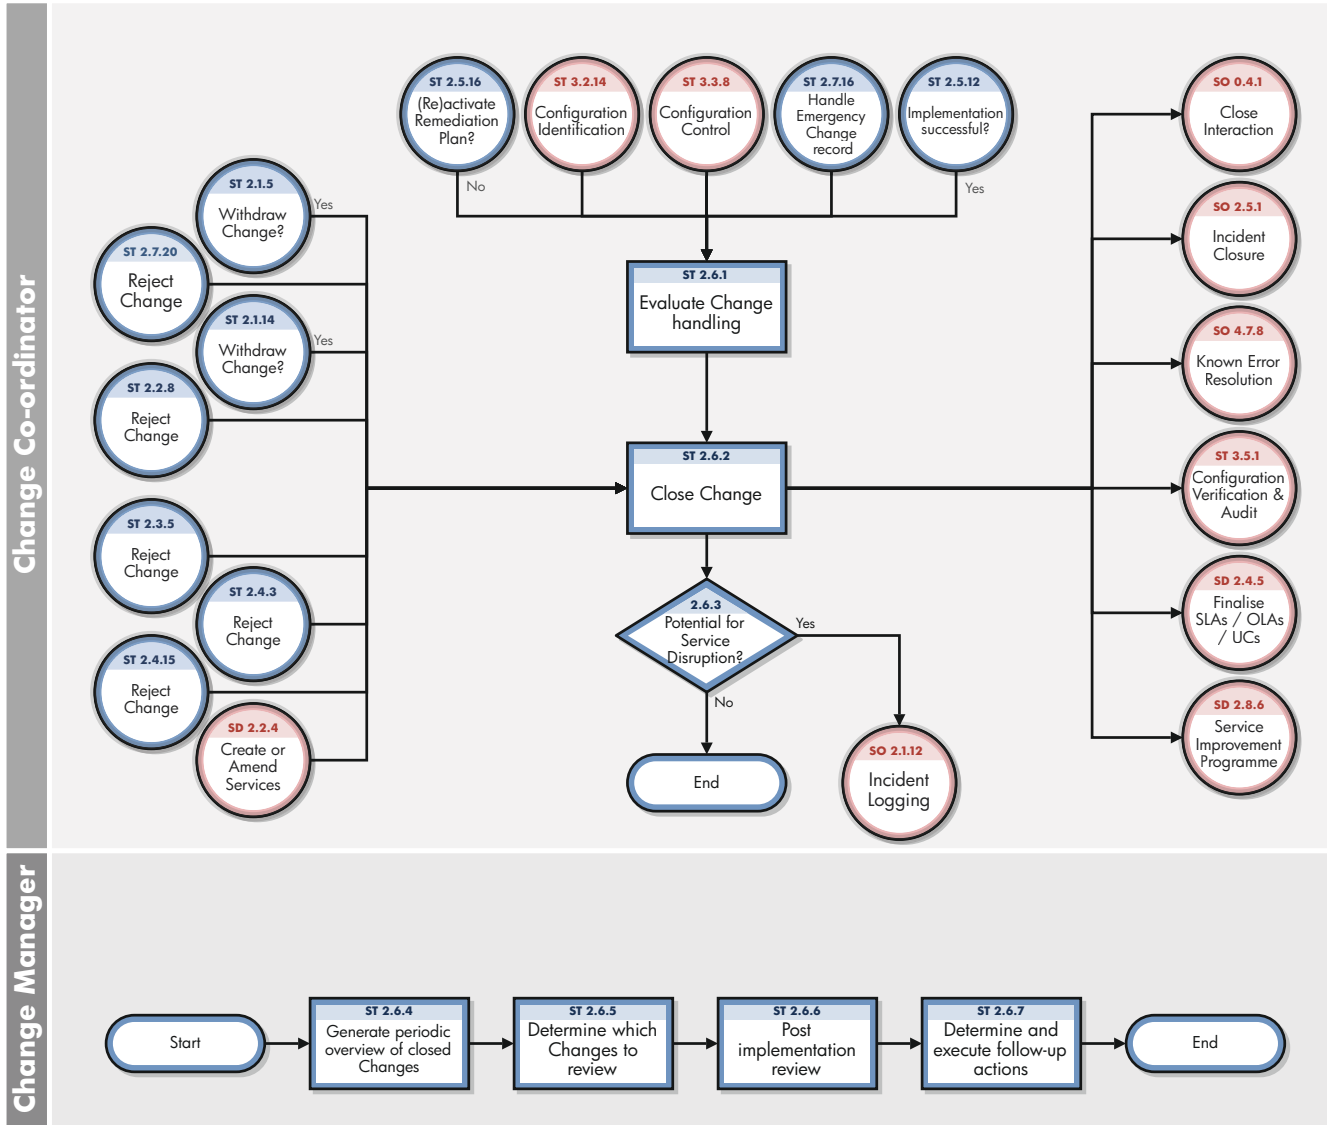 Change Co-ordinator
ST 2.5.16
(Re)activate
Remediation
Plan?
No
ST 3.2.14
Configuration
Identification
ST 3.3.8
Configuration
Control
ST 2.7.16
Handle
Emergency
Change
record
ST 2.5.12
Implementation
successful?
Yes
ST 2.1.5
Withdraw
Change?
Yes
ST 2.7.20
Reject
Change
ST 2.1.14
Withdraw
Change?
Yes
ST 2.2.8
Reject
Change
ST 2.3.5
Reject
Change
ST 2.4.3
Reject
Change
ST 2.4.15
Reject
Change
SD 2.2.4
Create or
Amend
Services
ST 2.6.1
Evaluate Change
handling
ST 2.6.2
Close Change
2.6.3
Potential for
Service
Disruption?
Yes
No
End
SO 2.1.12
Incident
Logging
SO 0.4.1
Close
Interaction
SO 2.5.1
Incident
Closure
SO 4.7.8
Known Error
Resolution
ST 3.5.1
Configuration
Verification &
Audit
SD 2.4.5
Finalise
SLAs / OLAs
/ UCs
SD 2.8.6
Service
Improvement
Programme
Change Manager
Start
ST 2.6.4
Generate periodic
overview of closed
Changes
ST 2.6.5
Determine which
Changes to
review
ST 2.6.6
Post
implementation
review
ST 2.6.7
Determine and
execute follow-up
actions
End